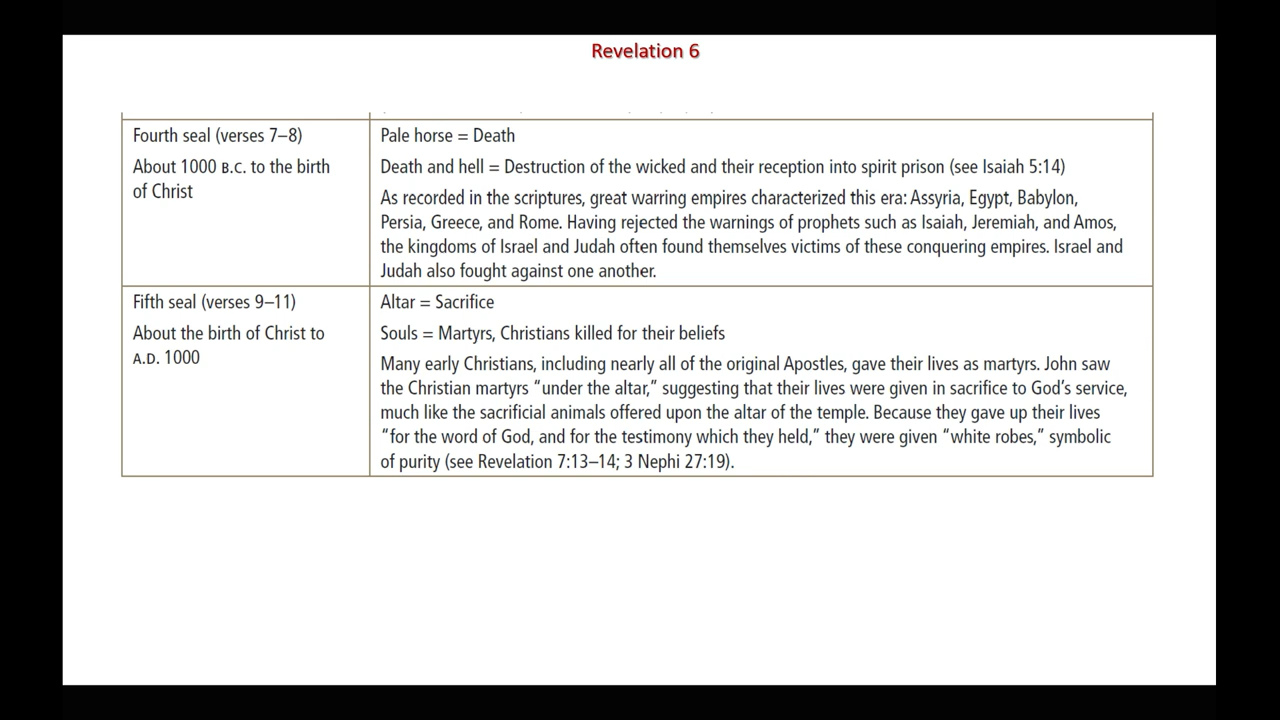 Revelation 6
Fourth seal (verses 7–8)
About 1000 B.C. to the birth
of Christ
Pale horse = Death
Death and hell = Destruction of the wicked and their reception into spirit prison (see Isaiah 5:14)
As recorded in the scriptures, great warring empires characterized this era: Assyria, Egypt, Babylon,
Persia, Greece, and Rome. Having rejected the warnings of prophets such as Isaiah, Jeremiah, and Amos,
the kingdoms of Israel and Judah often found themselves victims of these conquering empires. Israel and
Judah also fought against one another.
Fifth seal (verses 9–11)
About the birth of Christ to
A.D. 1000
Altar = Sacrifice
Souls = Martyrs, Christians killed for their beliefs
Many early Christians, including nearly all of the original Apostles, gave their lives as martyrs. John saw
the Christian martyrs “under the altar,” suggesting that their lives were given in sacrifice to God’s service,
much like the sacrificial animals offered upon the altar of the temple. Because they gave up their lives
“for the word of God, and for the testimony which they held,” they were given “white robes,” symbolic
of purity (see Revelation 7:13–14; 3 Nephi 27:19).